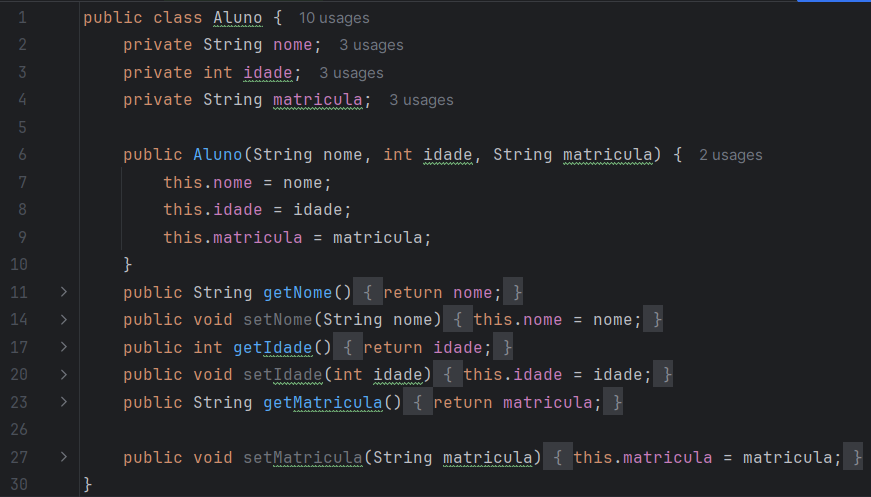 1 public class Aluno { 10 usages
2 private String nome; 3 usages
3 private int idade; 3 usages
4 private String matricula; 3 usages
5
6 public Aluno(String nome, int idade, String matricula) { 2 usages
7 this.nome = nome;
8 this.idade = idade;
9 this.matricula = matricula;
10 }
11 public String getNome() { return nome; }
14 public void setNome(String nome) { this.nome = nome; }
17 public int getIdade() { return idade; }
20 public void setIdade(int idade) { this.idade = idade; }
23 public String getMatricula() { return matricula; }
26
27 public void setMatricula(String matricula) { this.matricula = matricula; }
30 }